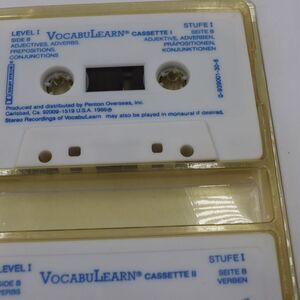 LEVEL I VOCABULEARN® CASSETTE I STUFE I
SIDE B SEITE B
ADJECTIVES, ADVERBS, ADJEKTIVE, ADVERBEN,
PREPOSITIONS, PRÄPOSITIONEN,
CONJUNCTIONS KONJUNKTIONEN
Produced and distributed by Penton Overseas, Inc.
Carlsbad, Ca. 92009-1519 U.S.A. 1986®
Stereo Recordings of VocabuLearn may also be played in monaural if desired.
LEVEL I VOCABULEARN® CASSETTE II STUFE I
SIDE B SEITE B
VERBS VERBEN